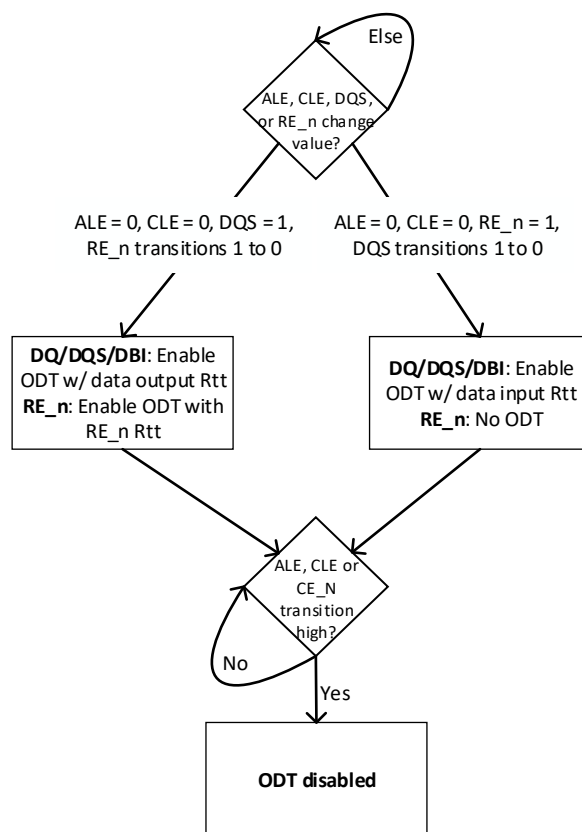 Else
ALE, CLE, DQS,
or RE_n change
value?
ALE = 0, CLE = 0, DQS = 1,
RE_n transitions 1 to 0
ALE = 0, CLE = 0, RE_n = 1,
DQS transitions 1 to 0
DQ/DQS/DBI: Enable
ODT w/ data output Rtt
RE_n: Enable ODT with
RE_n Rtt
DQ/DQS/DBI: Enable
ODT w/ data input Rtt
RE_n: No ODT
ALE, CLE or
CE_N
transition
high?
No
Yes
ODT disabled